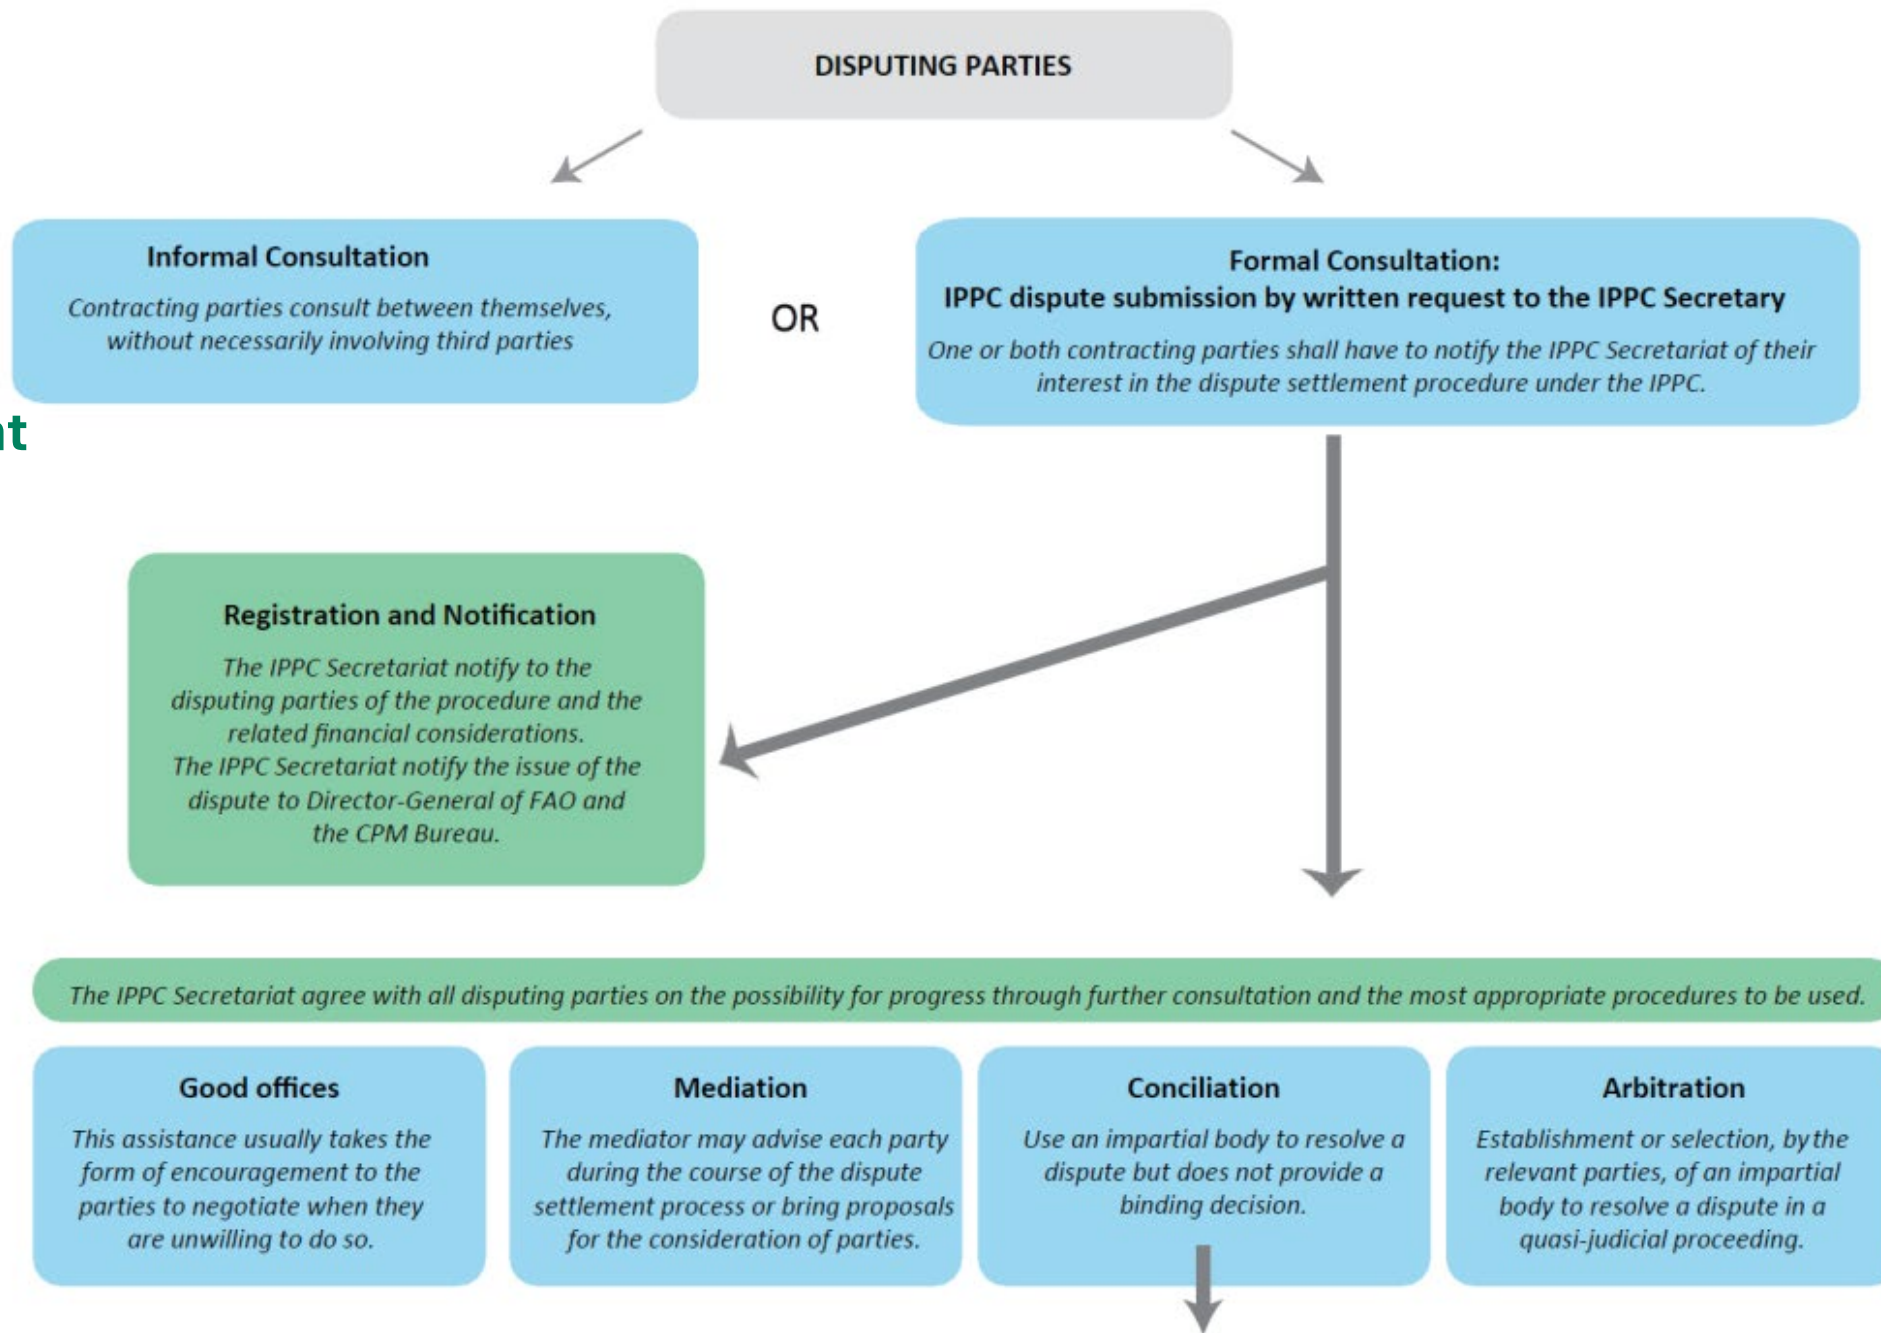 DISPUTING PARTIES
Informal Consultation
Contracting parties consult between themselves,
without necessarily involving third parties
OR
Formal Consultation:
IPPC dispute submission by written request to the IPPC Secretary
One or both contracting parties shall have to notify the IPPC Secretariat of their
interest in the dispute settlement procedure under the IPPC.
nt
Registration and Notification
The IPPC Secretariat notify to the
disputing parties of the procedure and the
related financial considerations.
The IPPC Secretariat notify the issue of the
dispute to Director-General of FAO and
the CPM Bureau.
The IPPC Secretariat agree with all disputing parties on the possibility for progress through further consultation and the most appropriate procedures to be used.
Good offices
This assistance usually takes the
form of encouragement to the
parties to negotiate when they
are unwilling to do so.
Mediation
The mediator may advise each party
during the course of the dispute
settlement process or bring proposals
for the consideration of parties.
Conciliation
Use an impartial body to resolve a
dispute but does not provide a
binding decision.
Arbitration
Establishment or selection, by the
relevant parties, of an impartial
body to resolve a dispute in a
quasi-judicial proceeding.